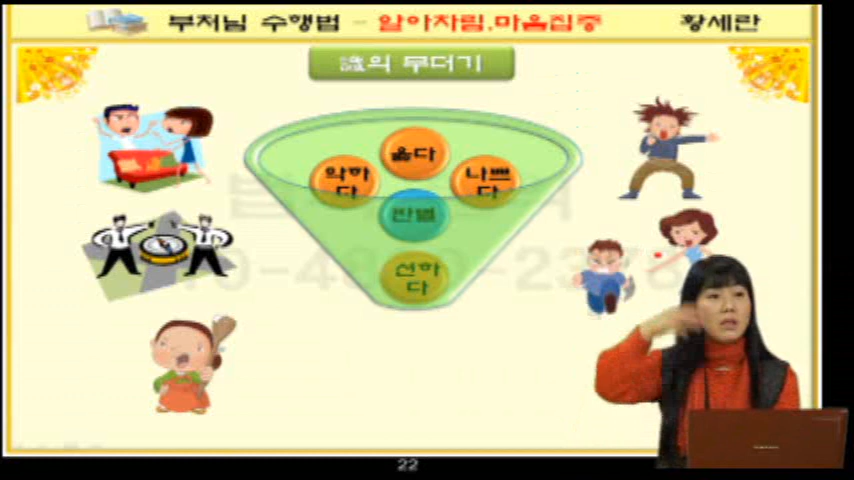 부처님 수행법 - 알아차림,마음집중
황세란
識의 무더기
옳다
악하
다
나쁘
다
판별
선하
다
22